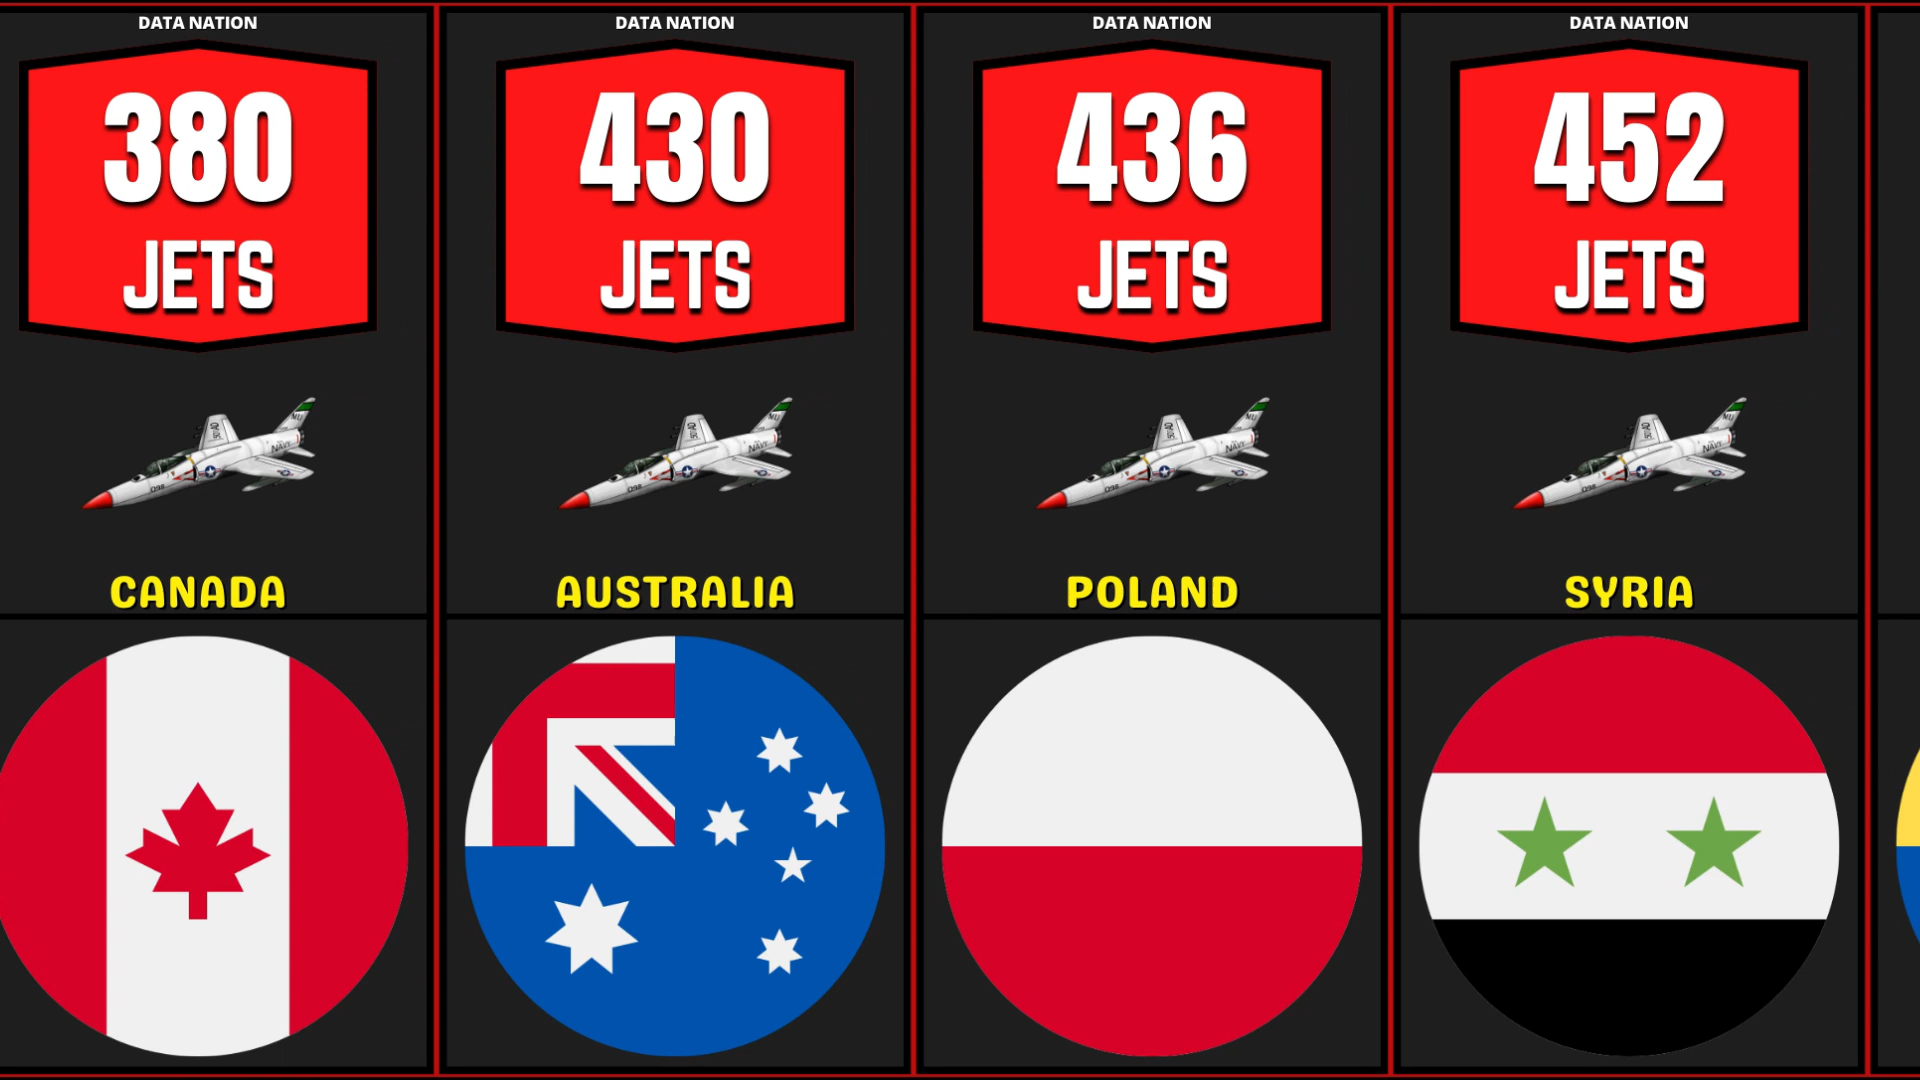 DATA NATION
380
JETS
CANADA
DATA NATION
430
JETS
AUSTRALIA
DATA NATION
436
JETS
POLAND
DATA NATION
452
JETS
SYRIA